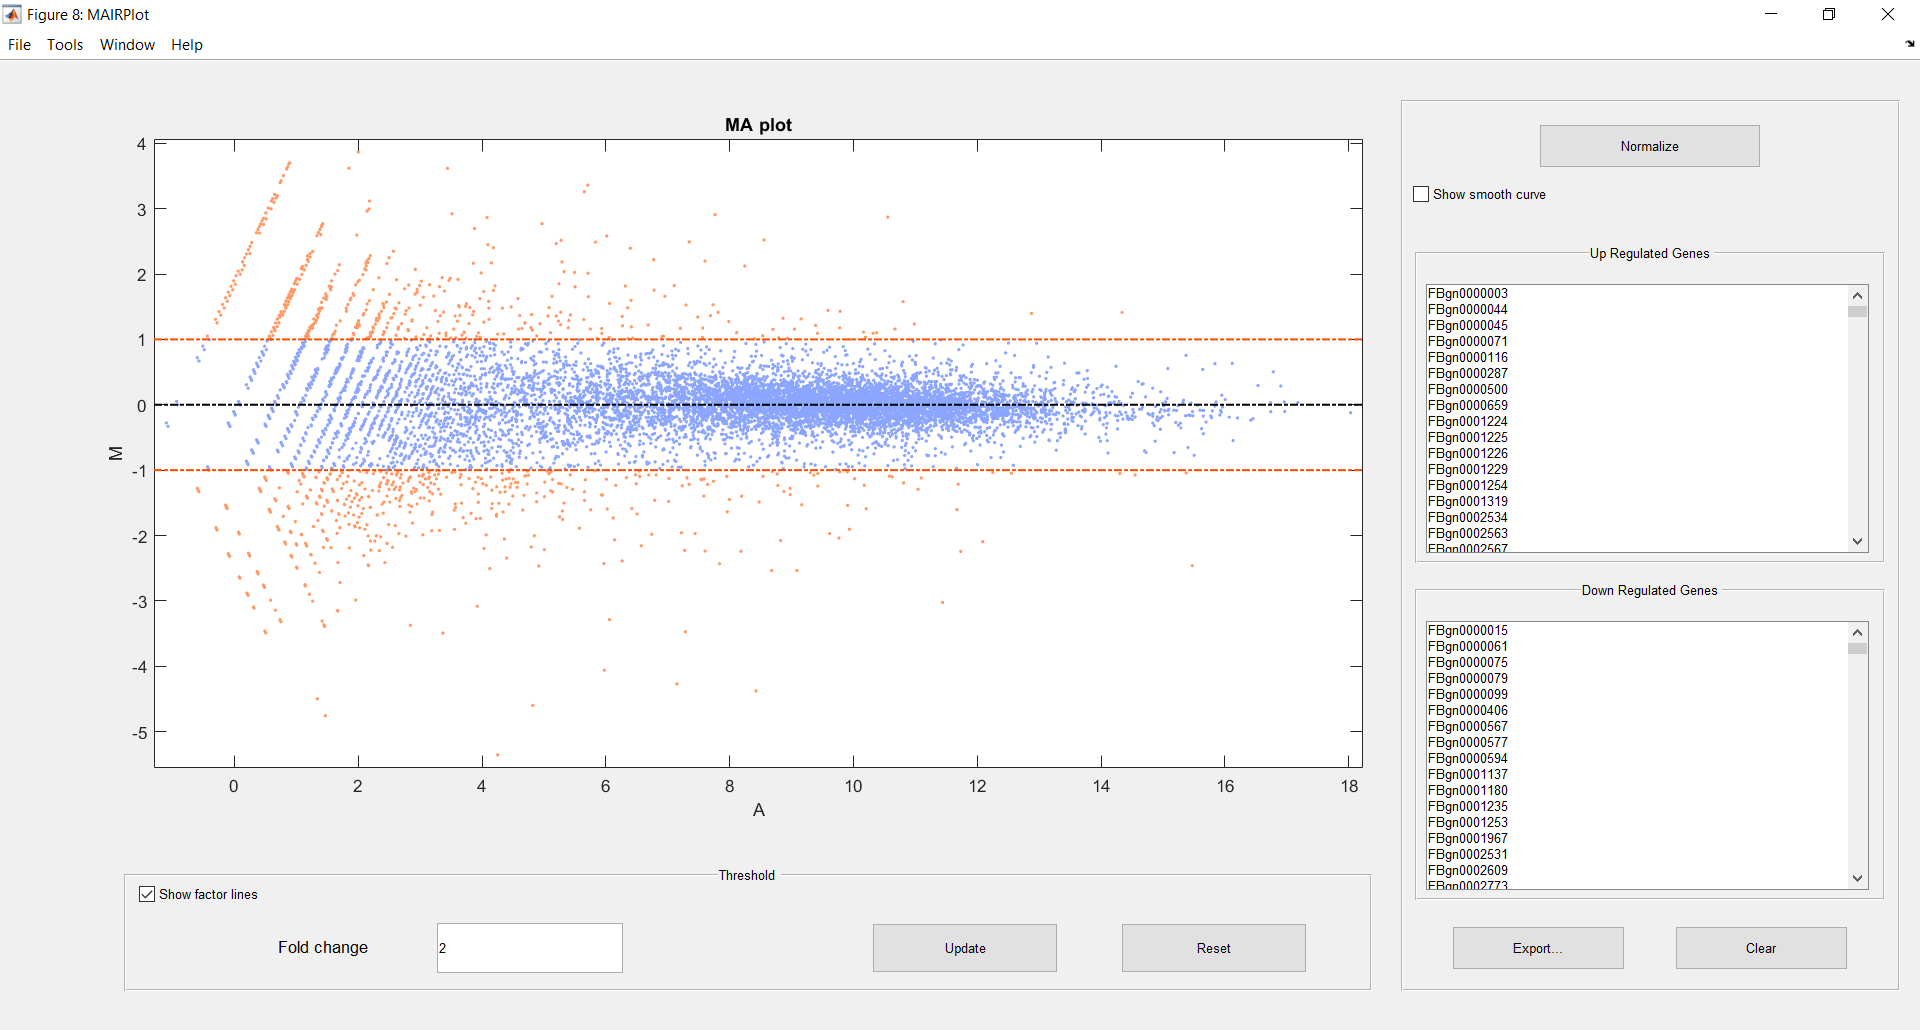 Figure 8: MAIRPlot
File Tools Window Help
MA plot
4
3
2
1
0
-1
-2
-3
-4
-5
M
0 2 4 6 8 10 12 14 16 18
A
Threshold
Show factor lines
Fold change 2 Update Reset
Normalize
Show smooth curve
Up Regulated Genes
FBgn0000003
FBgn0000044
FBgn0000045
FBgn0000071
FBgn0000116
FBgn0000287
FBgn0000500
FBgn0000659
FBgn0001224
FBgn0001225
FBgn0001226
FBgn0001229
FBgn0001254
FBgn0001319
FBgn0002534
FBgn0002563
FBgn0002567
Down Regulated Genes
FBgn0000015
FBgn0000061
FBgn0000075
FBgn0000079
FBgn0000099
FBgn0000406
FBgn0000567
FBgn0000577
FBgn0000594
FBgn0001137
FBgn0001180
FBgn0001235
FBgn0001253
FBgn0001967
FBgn0002531
FBgn0002609
FBgn0002773
Export... Clear